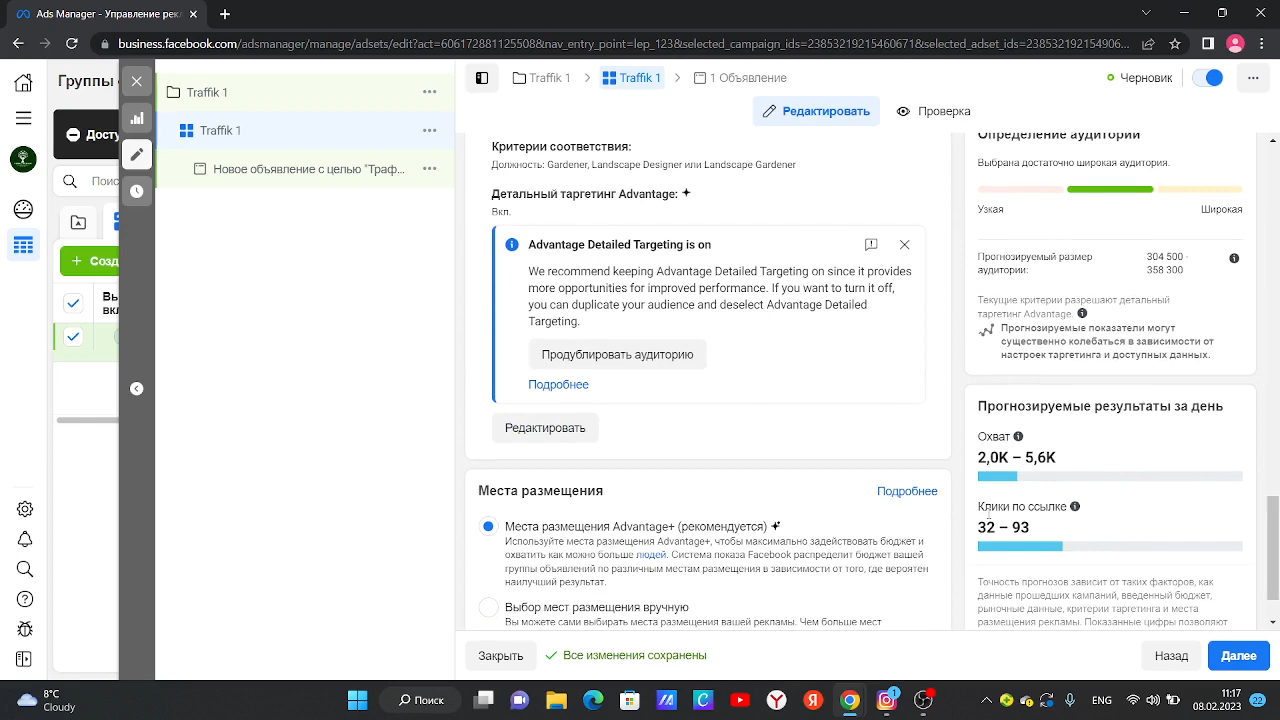 Ads Manager - Управление рек
business.facebook.com/adsmanager/manage/adsets/edit?act=6061728811255088&nav_entry_point=lep_123&selected_campaign_ids=23853219215460671&selected_adset_ids=238532192154906...
Группы
Досту
Поис
Созд
Вы
вкл
Traffik 1
Traffik 1
Новое объявление с целью "Траф...
Traffik 1
Traffik 1
1 Объявление
Черновик
Редактировать
Проверка
Критерии соответствия:
Должность: Gardener, Landscape Designer или Landscape Gardener
Детальный таргетинг Advantage:
Вкл.
Advantage Detailed Targeting is on
We recommend keeping Advantage Detailed Targeting on since it provides
more opportunities for improved performance. If you want to turn it off,
you can duplicate your audience and deselect Advantage Detailed
Targeting.
Продублировать аудиторию
Подробнее
Редактировать
Места размещения
Подробнее
Места размещения Advantage+ (рекомендуется)
Используйте места размещения Advantage+, чтобы максимально задействовать бюджет и
охватить как можно больше людей. Система показа Facebook распределит бюджет вашей
группы объявлений по различным местам размещения в зависимости от того, где вероятен
наилучший результат.
Выбор мест размещения вручную
Вы можете сами выбирать места размещения вашей рекламы. Чем больше мест
Определение аудитории
Выбрана достаточно широкая аудитория.
Узкая
Широкая
Прогнозируемый размер
аудитории:
304 500 -
358 300
Текущие критерии разрешают детальный
таргетинг Advantage.
Прогнозируемые показатели могут
существенно колебаться в зависимости от
настроек таргетинга и доступных данных.
Прогнозируемые результаты за день
Охват
2,0K – 5,6K
Клики по ссылке
32 – 93
Точность прогнозов зависит от таких факторов, как
данные прошедших кампаний, введенный бюджет,
рыночные данные, критерии таргетинга и места
размещения рекламы. Показанные цифры позволяют
Закрыть
Все изменения сохранены
Назад
Далее
8°C
Cloudy
Поиск
1
ENG
11:17
08.02.2023
22